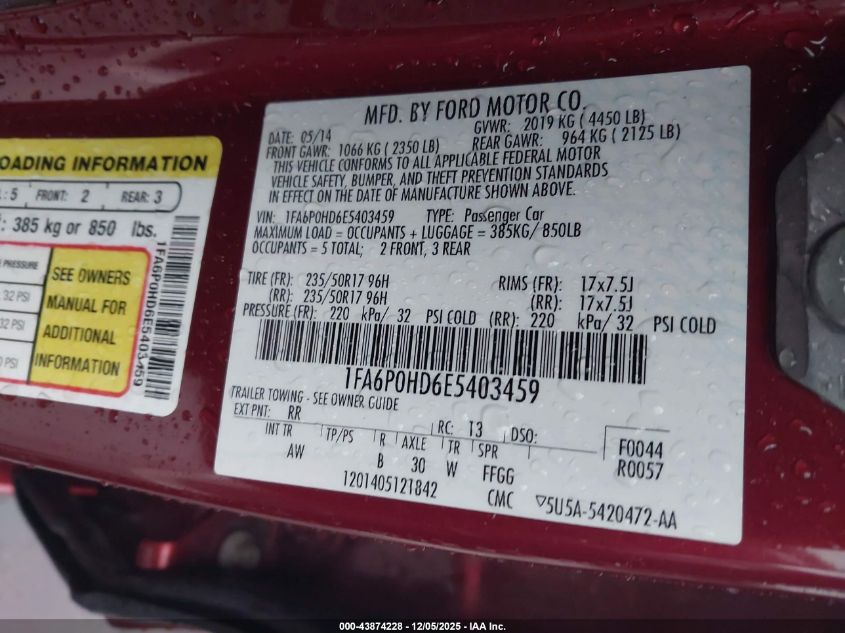 LOADING INFORMATION
: 5 FRONT: 2 REAR: 3
: 385 kg or 850 lbs.
PRESSURE
32 PSI
32 PSI
PSI
SEE OWNERS
MANUAL FOR
ADDITIONAL
INFORMATION
1FA6P0HD6E5403459
MFD. BY FORD MOTOR CO.
DATE: 05/14 GVWR: 2019 KG ( 4450 LB)
FRONT GAWR: 1066 KG ( 2350 LB) REAR GAWR: 964 KG ( 2125 LB)
THIS VEHICLE CONFORMS TO ALL APPLICABLE FEDERAL MOTOR
VEHICLE SAFETY, BUMPER, AND THEFT PREVENTION STANDARDS
IN EFFECT ON THE DATE OF MANUFACTURE SHOWN ABOVE.
VIN: 1FA6P0HD6E5403459 TYPE: Passenger Car
MAXIMUM LOAD = OCCUPANTS + LUGGAGE = 385KG/ 850LB
OCCUPANTS = 5 TOTAL; 2 FRONT, 3 REAR
TIRE (FR): 235/50R17 96H RIMS (FR): 17x7.5J
(RR): 235/50R17 96H (RR): 17x7.5J
PRESSURE (FR): 220 kPa/ 32 PSI COLD (RR): 220 kPa/ 32 PSI COLD
1FA6P0HD6E5403459
TRAILER TOWING - SEE OWNER GUIDE
EXT PNT: RR RC: 13 DSO: F0044
INT TR TP/PS R AXLE TR SPR R0057
AW B 30 W FFGG
1201405121842 CMC ▽5U5A-5420472-AA
000-43874228 - 12/05/2025 - IAA Inc.